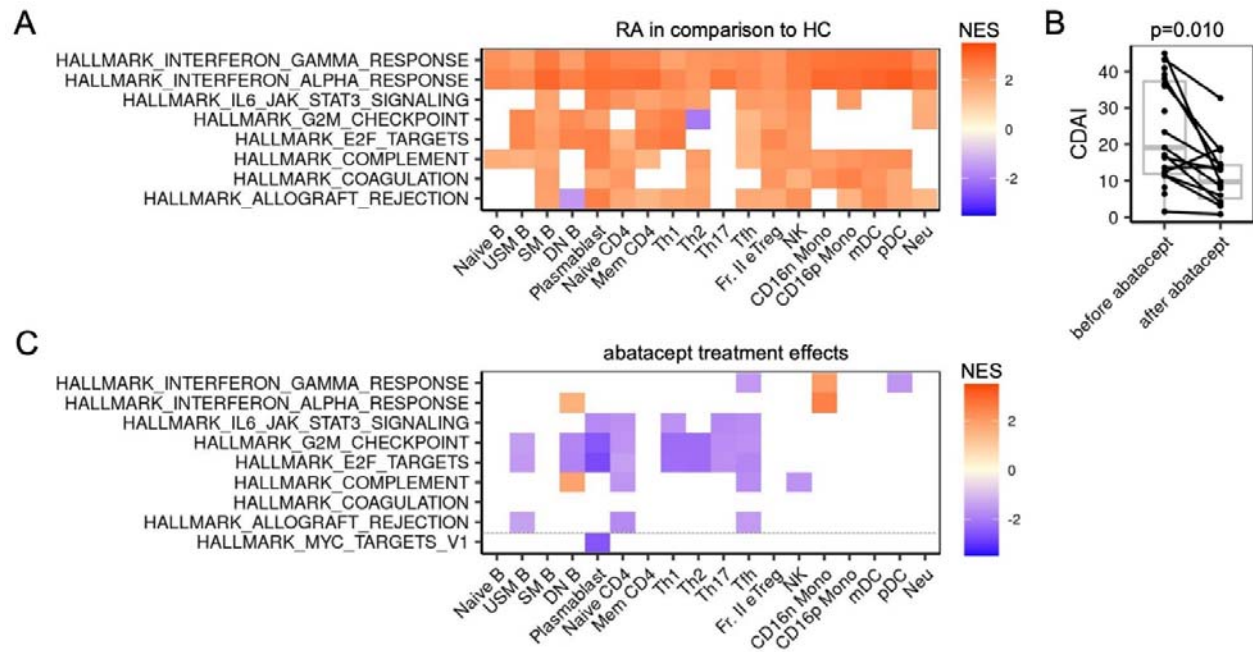 A
RA in comparison to HC
HALLMARK_INTERFERON_GAMMA_RESPONSE
HALLMARK_INTERFERON_ALPHA_RESPONSE
HALLMARK_IL6_JAK_STAT3_SIGNALING
HALLMARK_G2M_CHECKPOINT
HALLMARK_E2F_TARGETS
HALLMARK_COMPLEMENT
HALLMARK_COAGULATION
HALLMARK_ALLOGRAFT_REJECTION
Naive B
USM B
SM B
DN B
Plasmablast
Naive CD4
Mem CD4
Th1
Th2
Th17
Tfh
Fr. II eTreg
NK
CD16n Mono
CD16p Mono
mDC
pDC
Neu
NES
2
0
-2
B
p=0.010
CDAI
40
30
20
10
0
before abatacept
after abatacept
C
abatacept treatment effects
HALLMARK_INTERFERON_GAMMA_RESPONSE
HALLMARK_INTERFERON_ALPHA_RESPONSE
HALLMARK_IL6_JAK_STAT3_SIGNALING
HALLMARK_G2M_CHECKPOINT
HALLMARK_E2F_TARGETS
HALLMARK_COMPLEMENT
HALLMARK_COAGULATION
HALLMARK_ALLOGRAFT_REJECTION
HALLMARK_MYC_TARGETS_V1
Naive B
USM B
SM B
DN B
Plasmablast
Naive CD4
Mem CD4
Th1
Th2
Th17
Tfh
Fr. II eTreg
NK
CD16n Mono
CD16p Mono
mDC
pDC
Neu
NES
2
0
-2